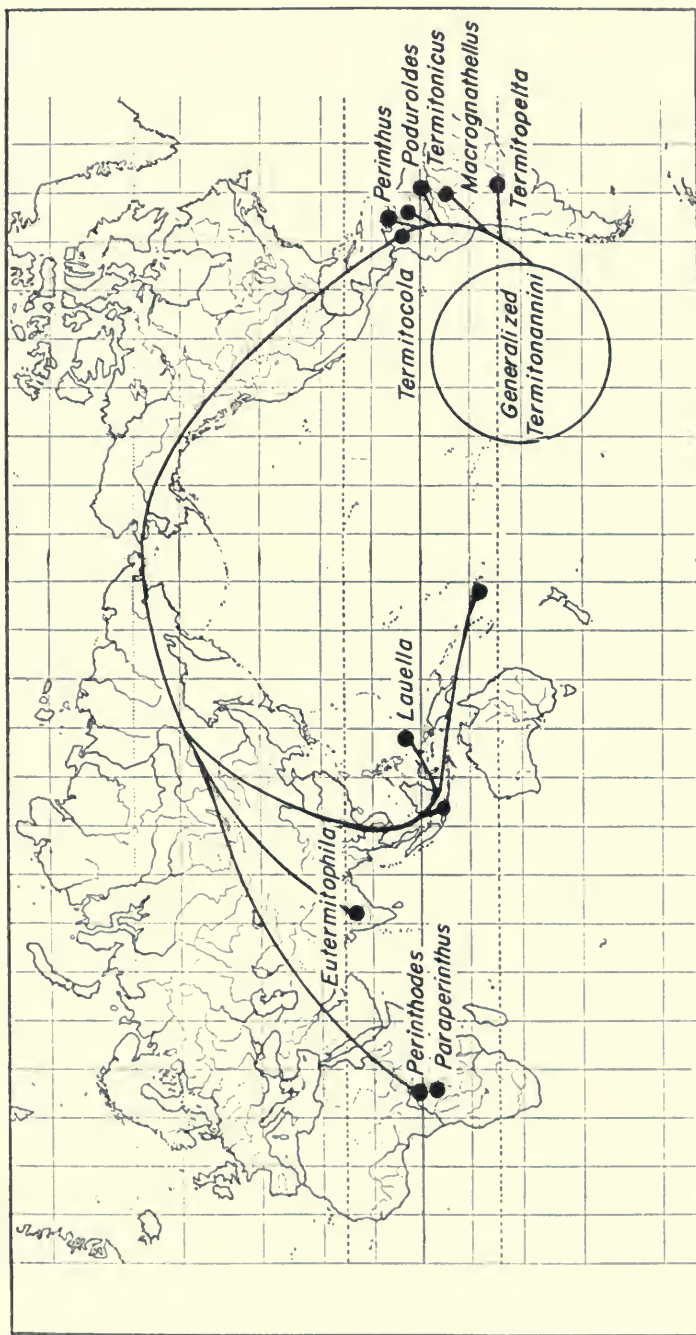 Perinthus
Poduroides
Termitonicus
Macrognathellus
Termitopelta
Termitocola
Generalized
Termitonannini
Lauella
Eutermitophila
Perinthodes
Paraperinthus